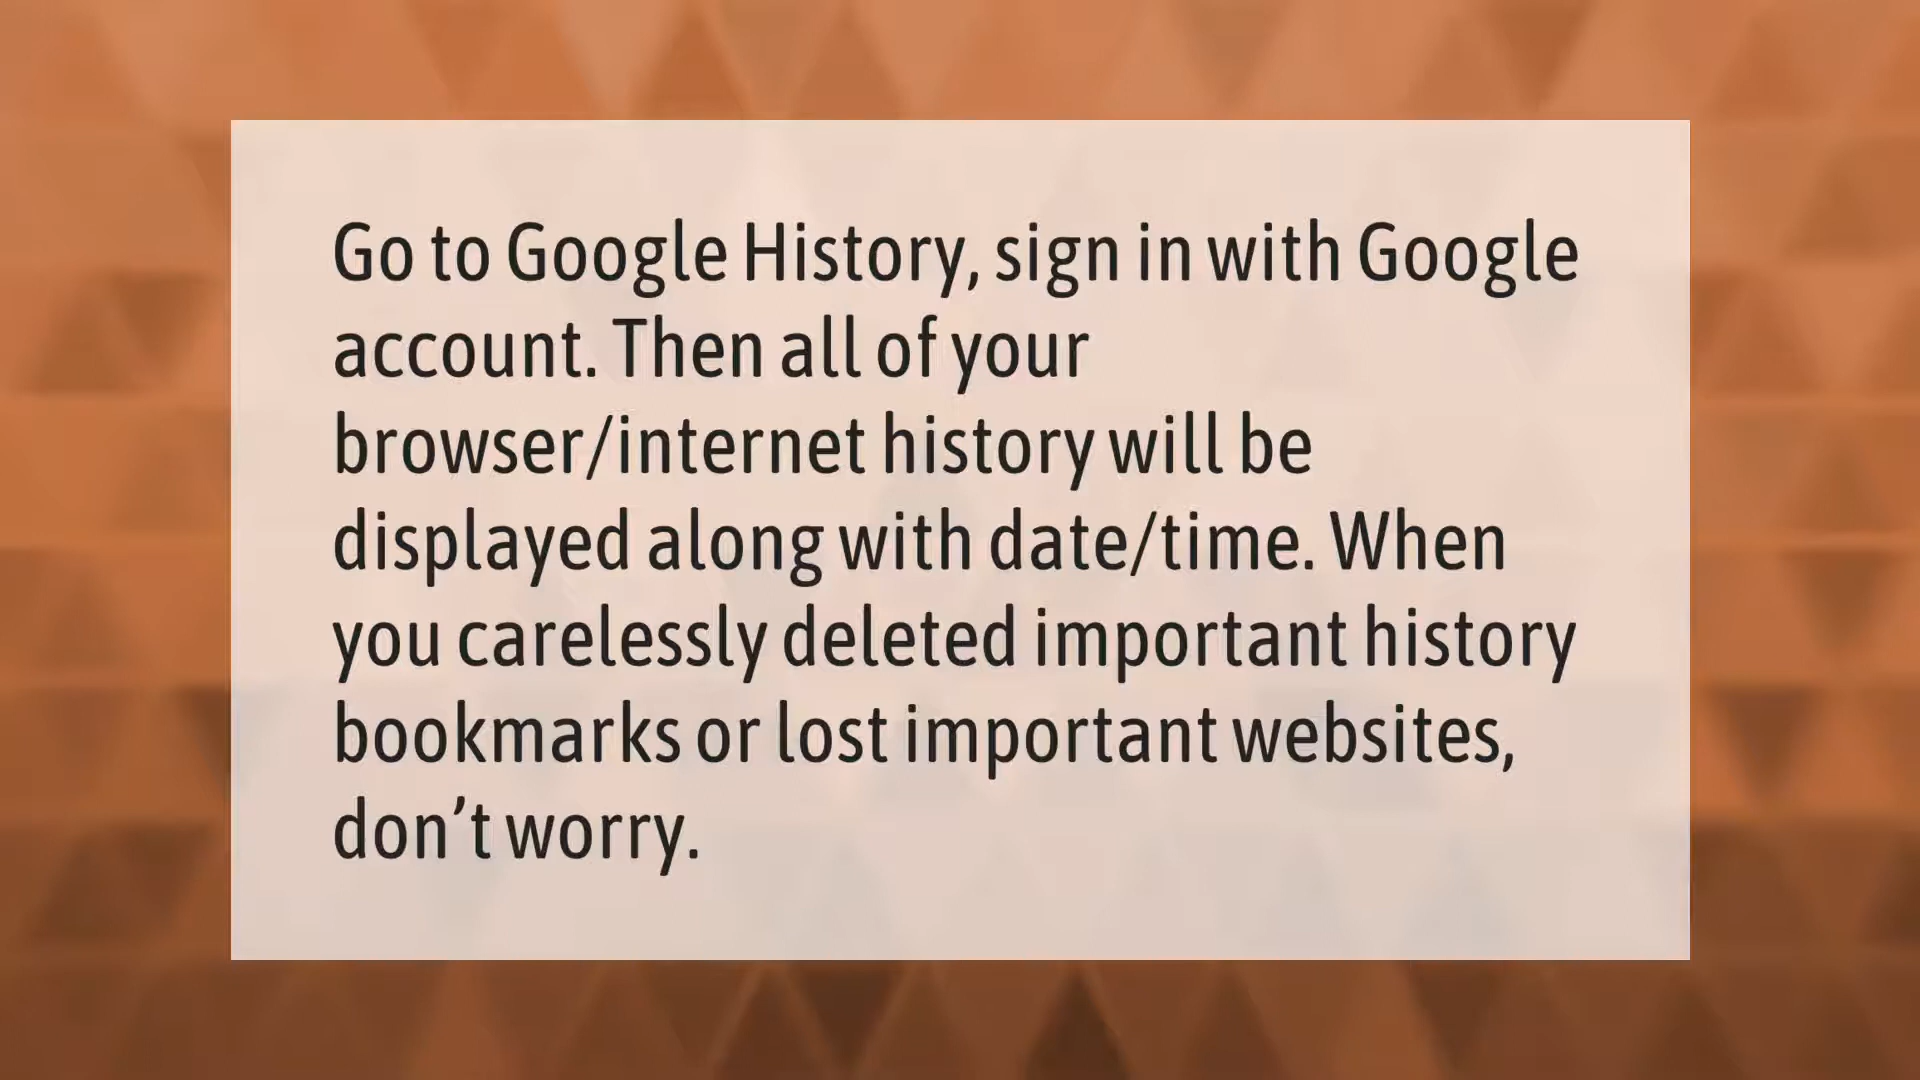 Go to Google History, sign in with Google
account. Then all of your
browser/internet history will be
displayed along with date/time. When
you carelessly deleted important history
bookmarks or lost important websites,
don’t worry.